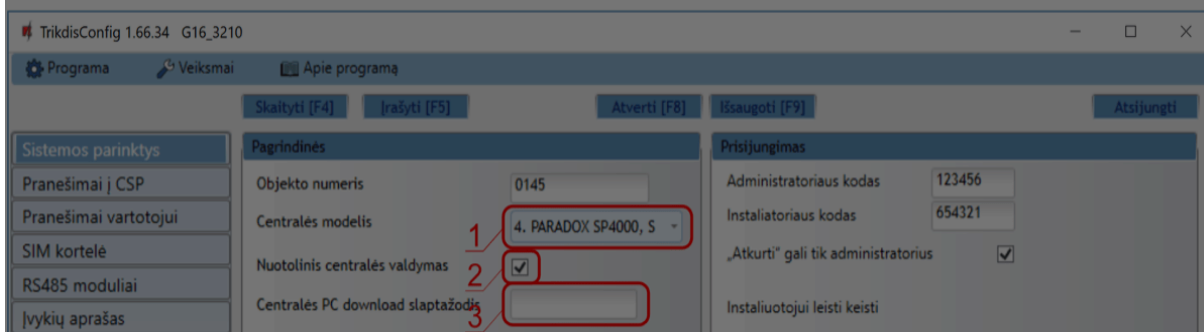 TrikdisConfig 1.66.34 G16_3210
Programa Veiksmai Apie programą
Skaityti [F4] Įrašyti [F5] Atverti [F8] Išsaugoti [F9] Atsijungti
Sistemos parinktys
Pranešimai į CSP
Pranešimai vartotojui
SIM kortelė
RS485 moduliai
Įvykių aprašas
Pagrindinės
Objekto numeris 0145
Centralės modelis 4. PARADOX SP4000, S
1
Nuotolinis centralės valdymas
2
Centralės PC download slaptažodis
3
Prisijungimas
Administratoriaus kodas 123456
Instaliatoriaus kodas 654321
„Atkurti“ gali tik administratorius
Instaliuotojui leisti keisti